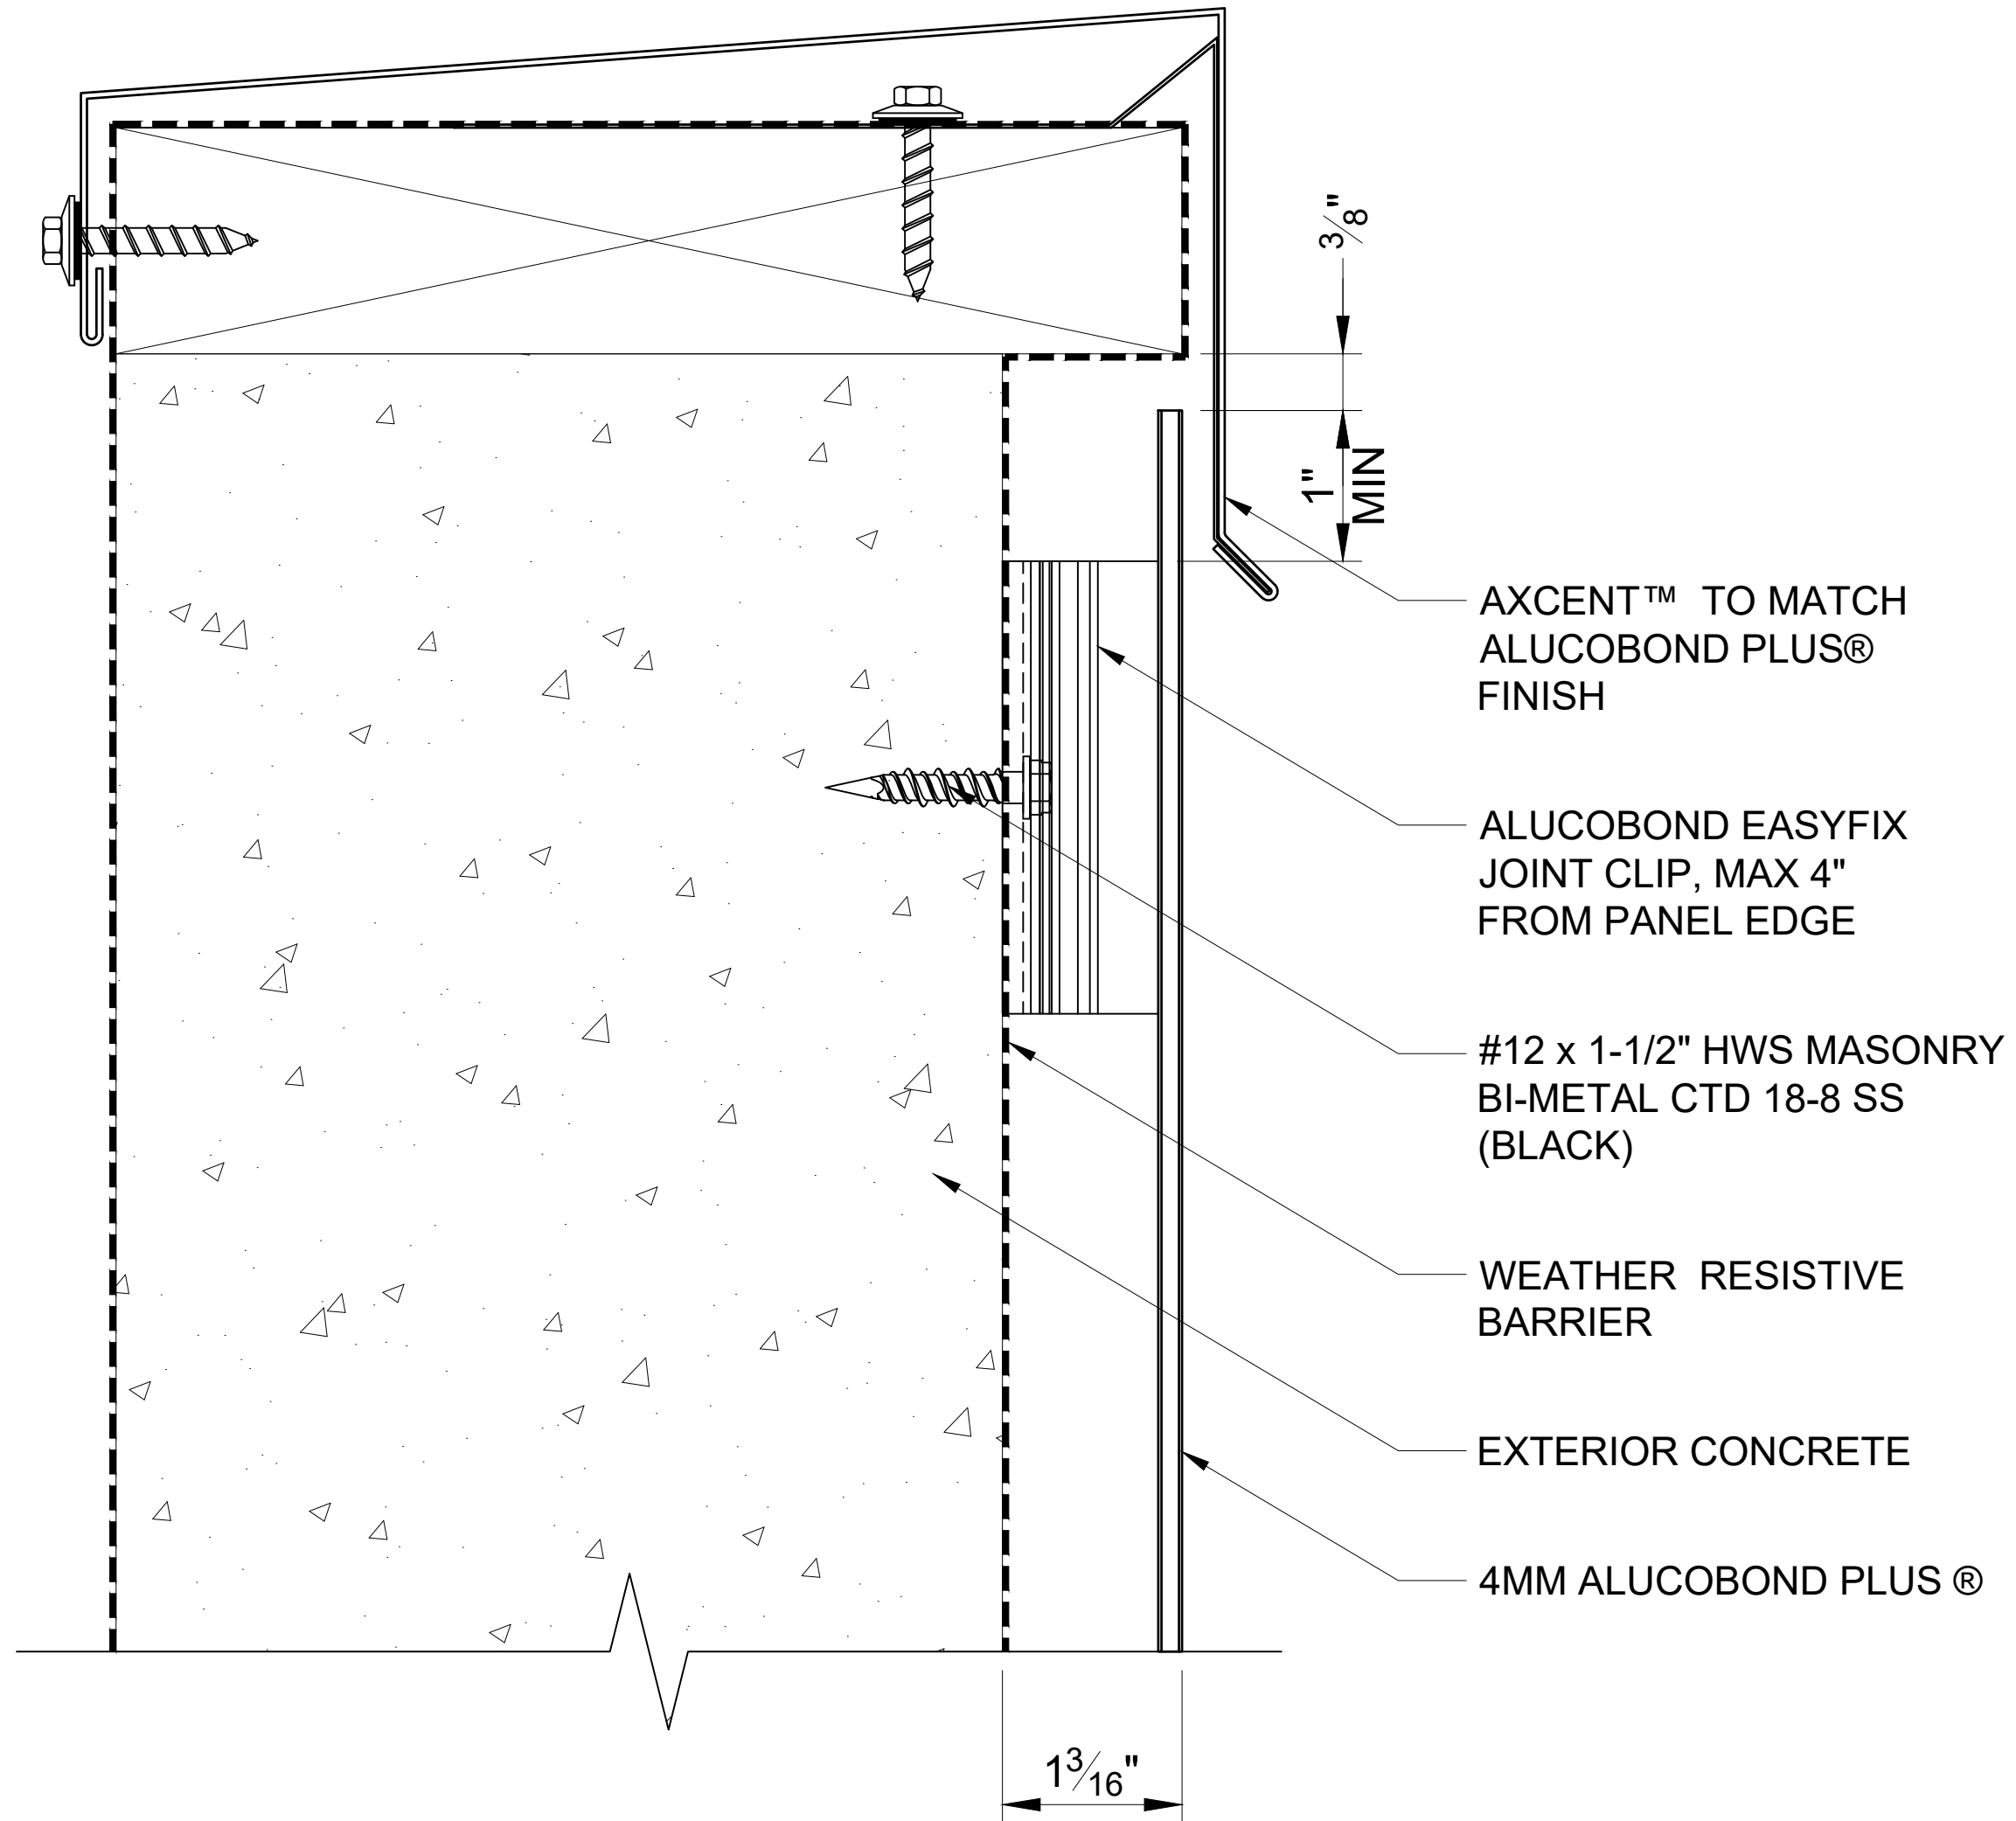 3/8"
1"
MIN
AXCENT™ TO MATCH
ALUCOBOND PLUS®
FINISH
ALUCOBOND EASYFIX
JOINT CLIP, MAX 4"
FROM PANEL EDGE
#12 x 1-1/2" HWS MASONRY
BI-METAL CTD 18-8 SS
(BLACK)
WEATHER RESISTIVE
BARRIER
EXTERIOR CONCRETE
4MM ALUCOBOND PLUS ®
1 3/16"